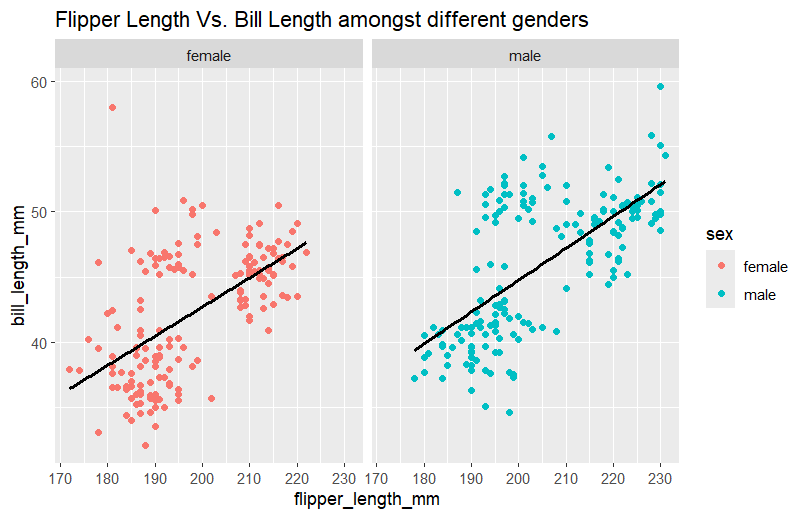 Flipper Length Vs. Bill Length amongst different genders
female
male
60
50
40
bill_length_mm
170
180
190
200
210
220
230
170
180
190
200
210
220
230
flipper_length_mm
sex
female
male